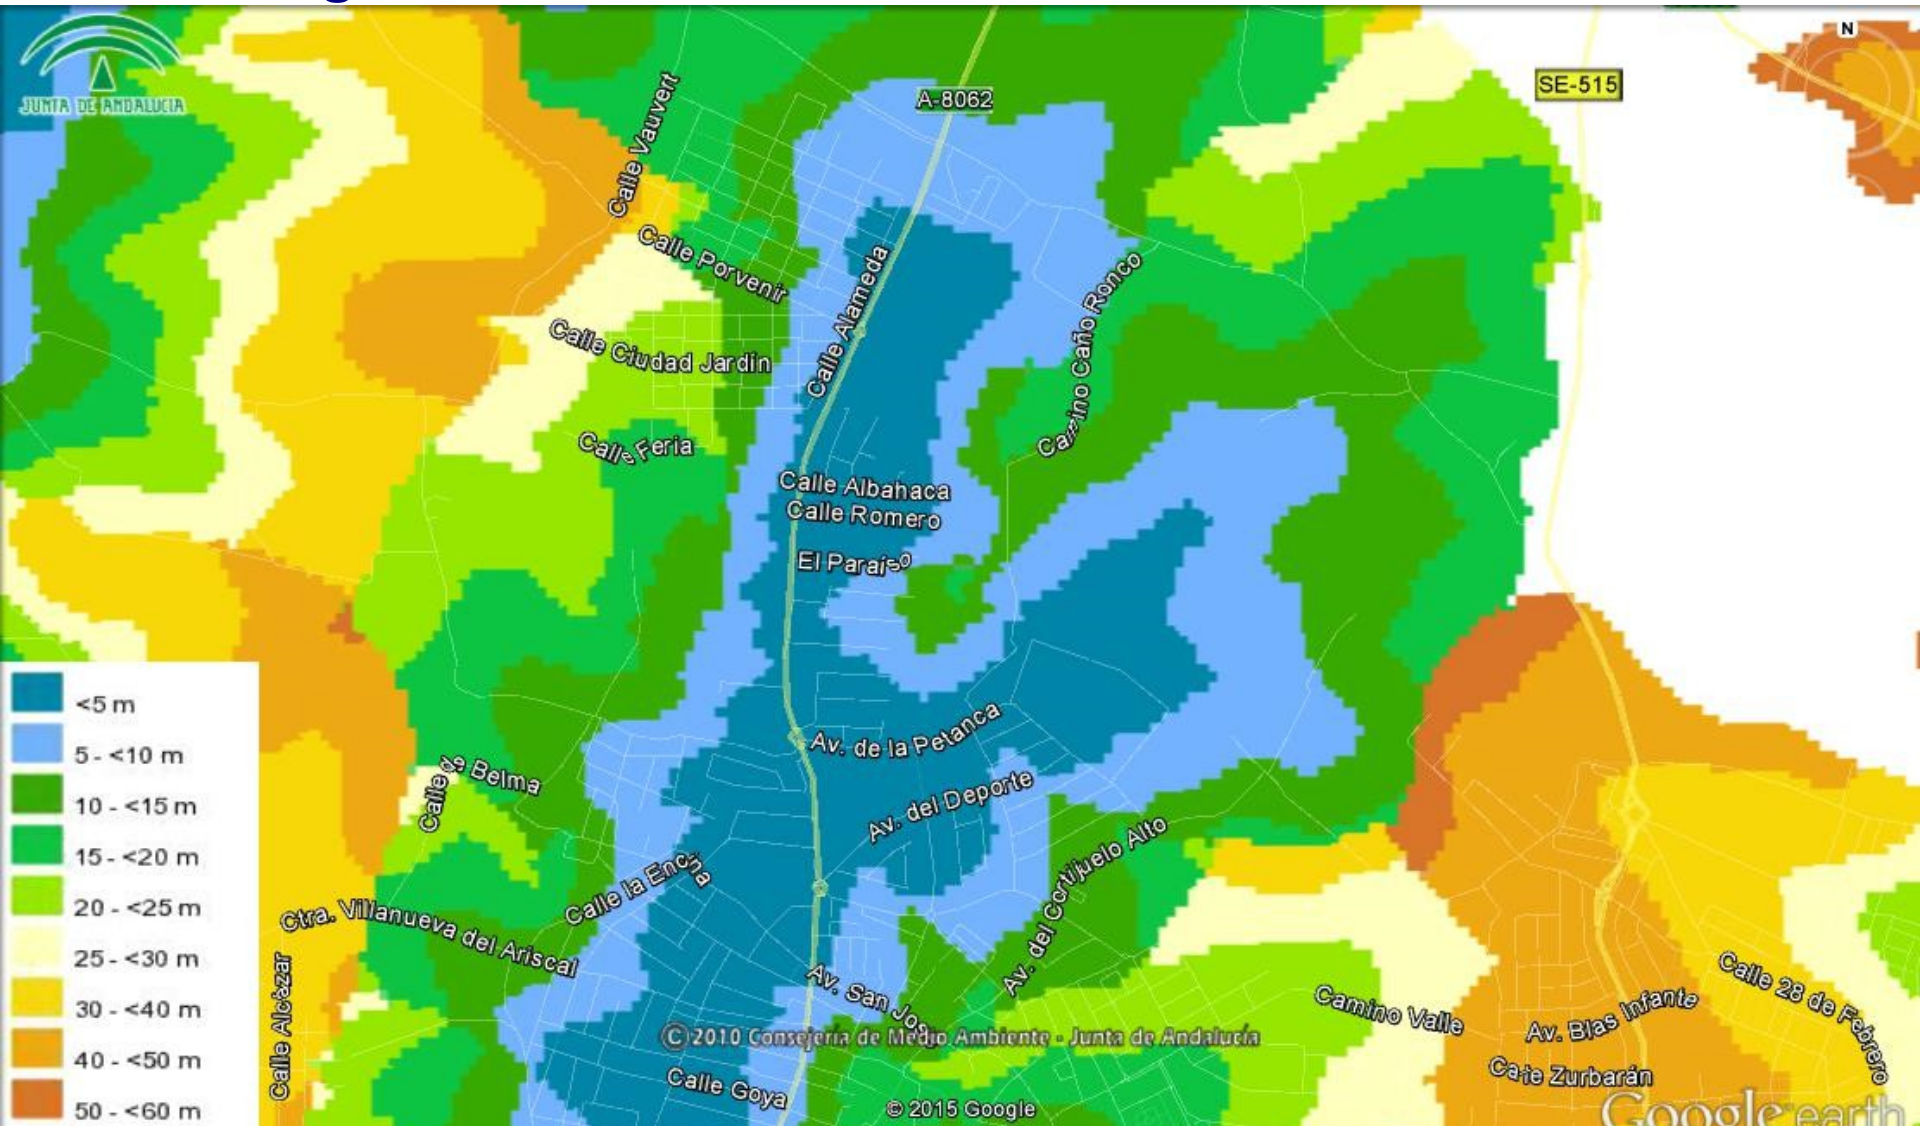 JUNTA DE ANDALUCIA
N
A-8062
SE-515
Calle Vauvert
Calle Porvenir
Calle Alameda
Camino Caño Ronco
Calle Ciudad Jardín
Calle Feria
Calle Albahaca
Calle Romero
El Paraíso
<5 m
5 - <10 m
10 - <15 m
15 - <20 m
20 - <25 m
25 - <30 m
30 - <40 m
40 - <50 m
50 - <60 m
Av. de la Petanca
Calle de Belma
Av. del Deporte
Calle la Encina
Av. del Cortijuelo Alto
Ctra. Villanueva del Ariscal
Calle Alcázar
Av. San José
Camino Valle
Calle 28 de Febrero
Av. Blas Infante
©2010 Consejería de Medio Ambiente - Junta de Andalucía
Calle Zurbarán
Calle Goya
© 2015 Google
Google earth